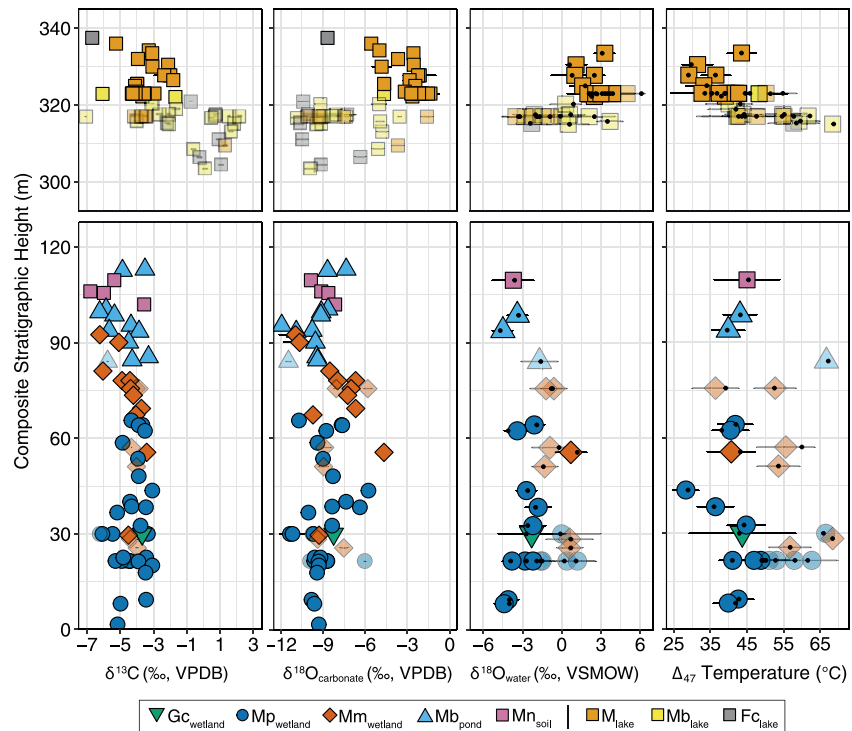 340
320
300
120
90
60
30
0
Composite Stratigraphic Height (m)
−7 −5 −3 −1 1 3
−12 −9 −6 −3 0
−6 −3 0 3 6
25 35 45 55 65
δ¹³C (‰, VPDB)
δ¹⁸Ocarbonate (‰, VPDB)
δ¹⁸Owater (‰, VSMOW)
Δ₄₇ Temperature (°C)
Gcwetland Mpwetland Mmwetland Mbpond Mnsoil Mlake Mblake Fclake